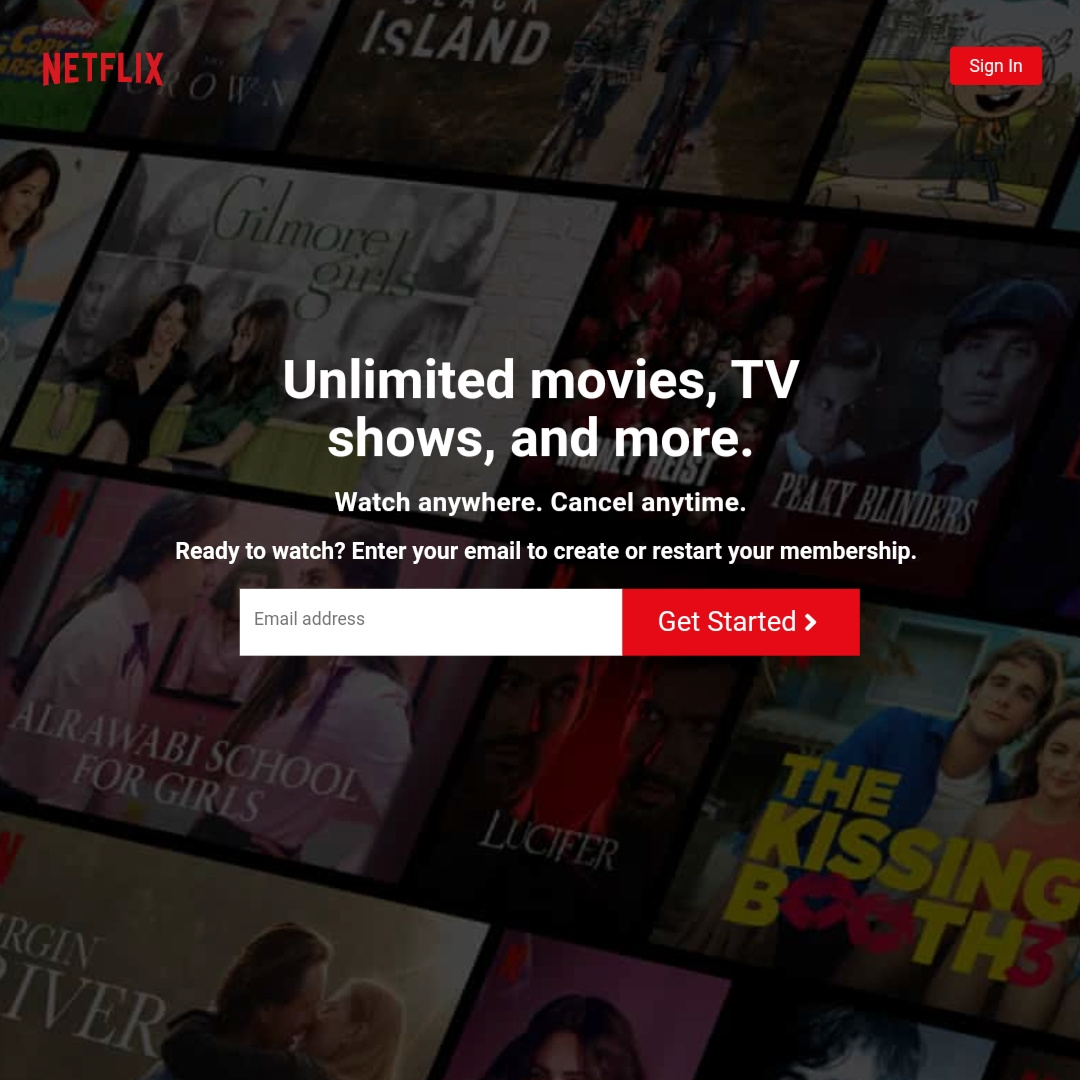 BLACK
ISLAND
NETFLIX
CROWN
Sign In
Gilmore
girls
Unlimited movies, TV
shows, and more.
MONEY HEIST
PEAKY BLINDERS
Watch anywhere. Cancel anytime.
Ready to watch? Enter your email to create or restart your membership.
Email address
Get Started
ALRAWABI SCHOOL
FOR GIRLS
LUCIFER
THE
KISSING
BOOTH3
RGIN
RIVER